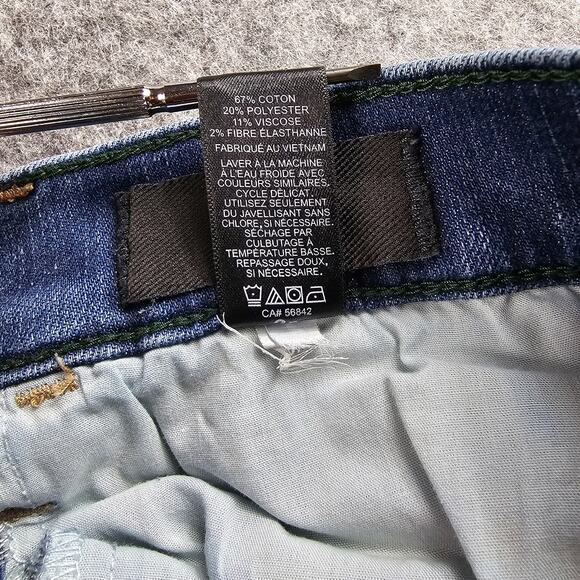 67% COTON
20% POLYESTER
11% VISCOSE
2% FIBRE ÉLASTHANNE
FABRIQUÉ AU VIETNAM
LAVER À LA MACHINE
À L'EAU FROIDE AVEC
COULEURS SIMILAIRES.
CYCLE DÉLICAT.
UTILISEZ SEULEMENT
DU JAVELLISANT SANS
CHLORE, SI NÉCESSAIRE.
SÉCHAGE PAR
CULBUTAGE À
TEMPÉRATURE BASSE.
REPASSAGE DOUX,
SI NÉCESSAIRE.
CA# 56842